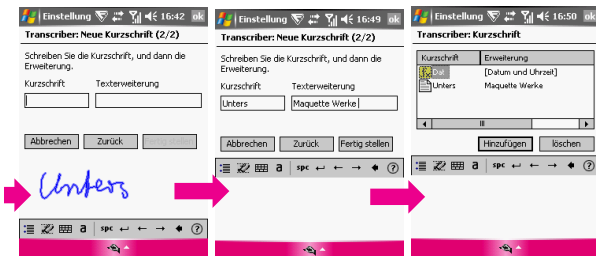 Einstellung 16:42 ok
Transcriber: Neue Kurzschrift (2/2)
Schreiben Sie die Kurzschrift, und dann die
Erweiterung.
Kurzschrift Texterweiterung
Abbrechen Zurück Fertig stellen
Unters
a spc
Einstellung 16:49 ok
Transcriber: Neue Kurzschrift (2/2)
Schreiben Sie die Kurzschrift, und dann die
Erweiterung.
Kurzschrift Texterweiterung
Unters Maquette Werke
Abbrechen Zurück Fertig stellen
a spc
Einstellung 16:50 ok
Transcriber: Kurzschrift
Kurzschrift Erweiterung
Dat [Datum und Uhrzeit]
Unters Maquette Werke
Hinzufügen löschen
a spc